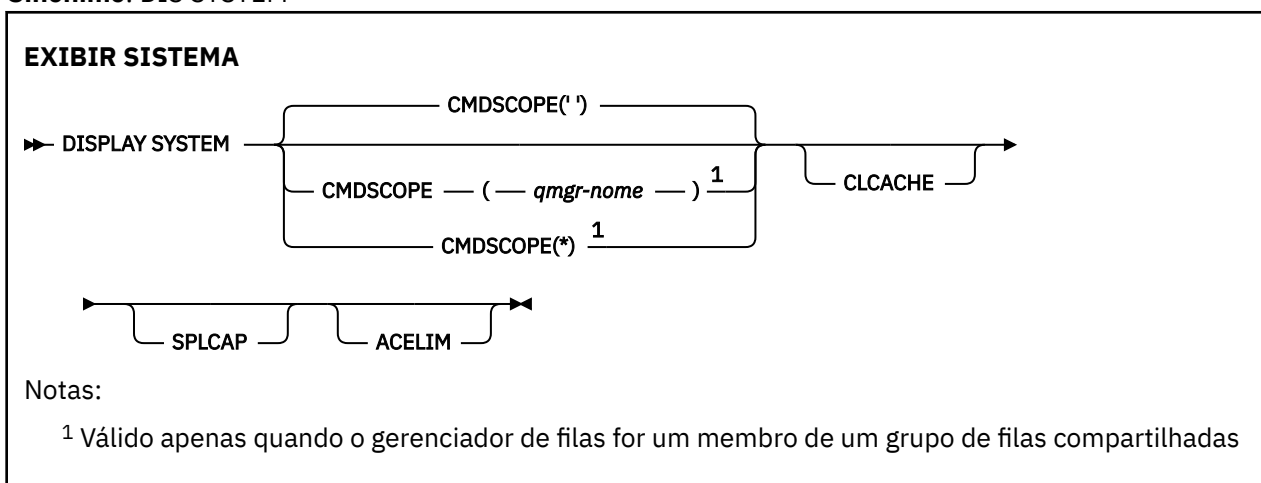 EXIBIR SISTEMA
CMDSCOPE(' ')
DISPLAY SYSTEM
CMDSCOPE ( qmgr-nome ) 1
CLCACHE
CMDSCOPE(*) 1
SPLCAP ACELIM
Notas:
1 Válido apenas quando o gerenciador de filas for um membro de um grupo de filas compartilhadas